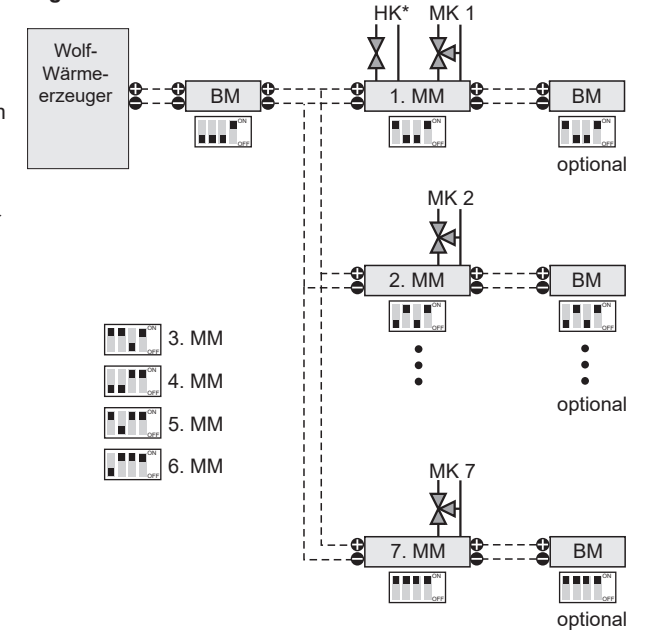 HK* MK 1
Wolf-
Wärme-
erzeuger
BM
1. MM
BM
ON
OFF
ON
OFF
ON
OFF
optional
MK 2
2. MM
BM
ON
OFF
ON
OFF
optional
ON
OFF
3. MM
ON
OFF
4. MM
ON
OFF
5. MM
ON
OFF
6. MM
MK 7
7. MM
BM
ON
OFF
ON
OFF
optional